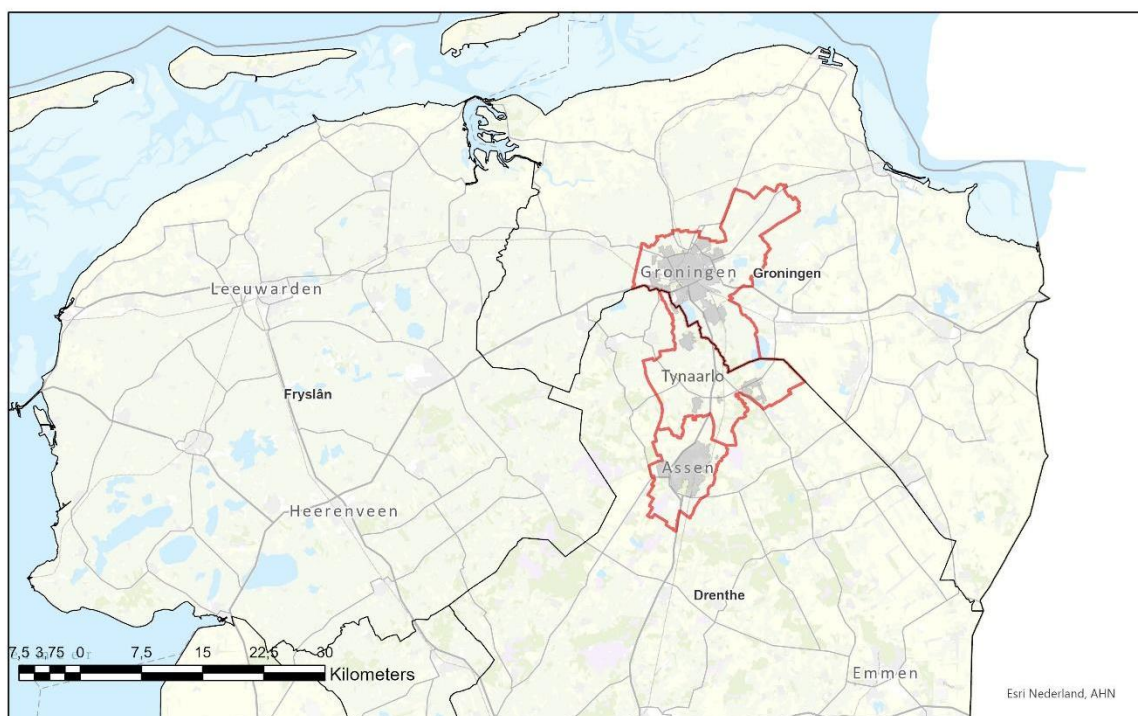 Groningen
Groningen
Leeuwarden
Tynaarlo
Fryslân
Assen
Heerenveen
Drenthe
7,5 3,75 0 7,5 15 22,5 30
Kilometers
Emmen
Esri Nederland, AHN